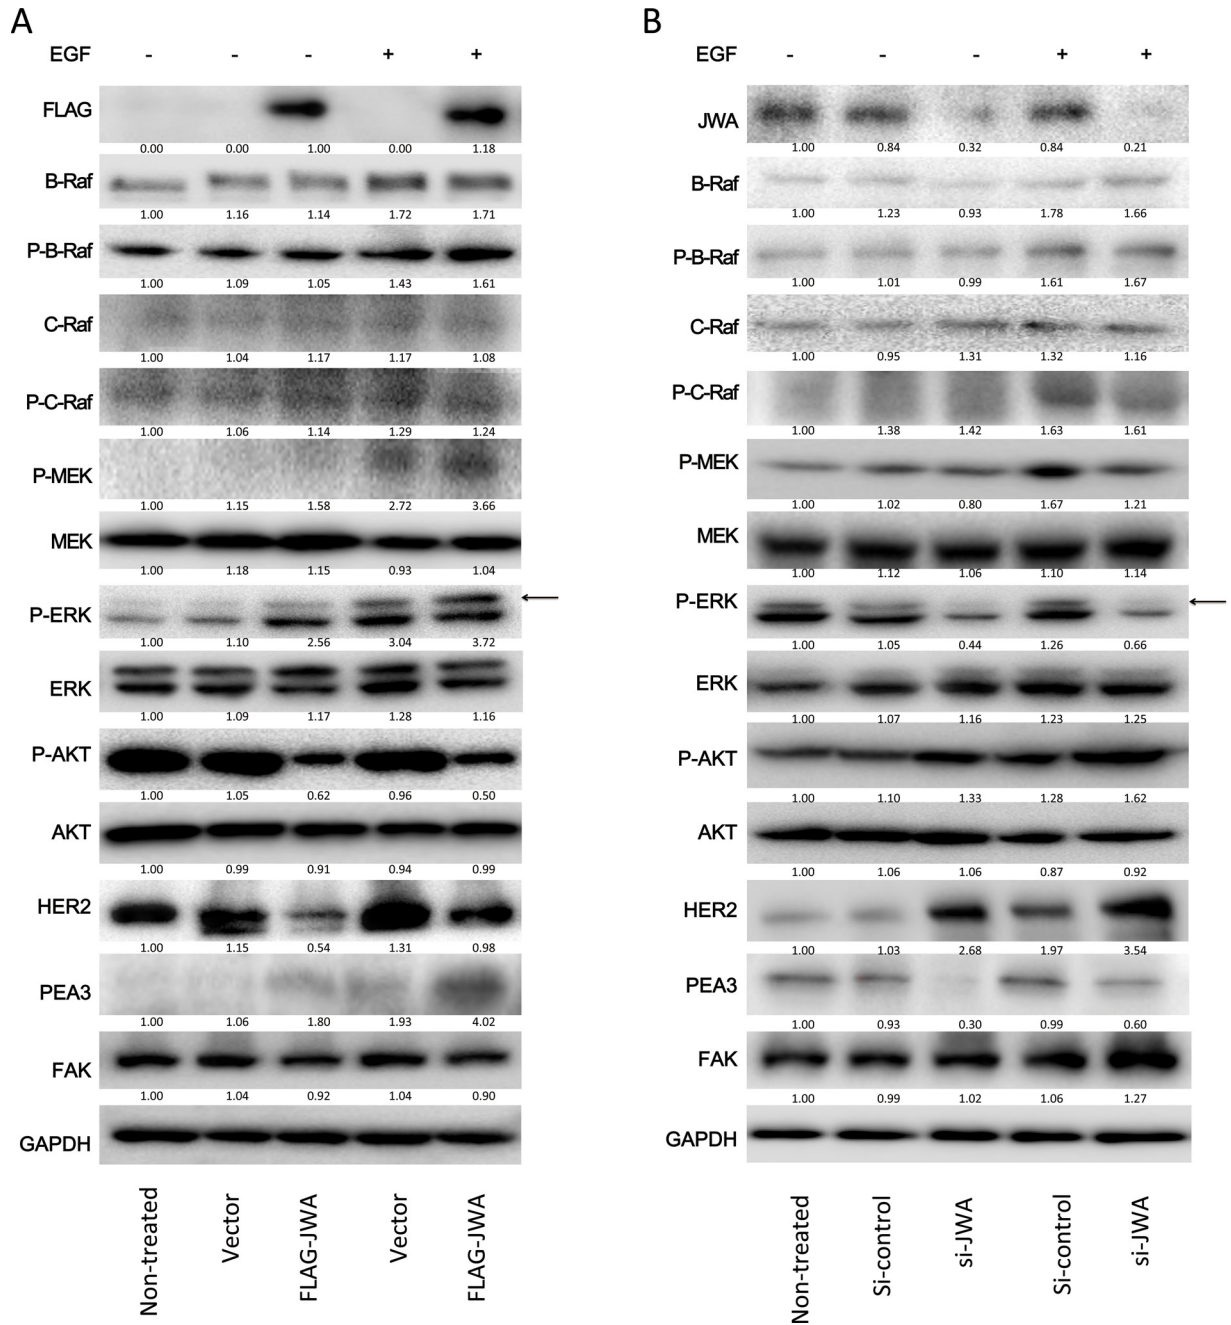 A
EGF - - - + +
FLAG
0.00 0.00 1.00 0.00 1.18
B-Raf
1.00 1.16 1.14 1.72 1.71
P-B-Raf
1.00 1.09 1.05 1.43 1.61
C-Raf
1.00 1.04 1.17 1.17 1.08
P-C-Raf
1.00 1.06 1.14 1.29 1.24
P-MEK
1.00 1.15 1.58 2.72 3.66
MEK
1.00 1.18 1.15 0.93 1.04
P-ERK
1.00 1.10 2.56 3.04 3.72
ERK
1.00 1.09 1.17 1.28 1.16
P-AKT
1.00 1.05 0.62 0.96 0.50
AKT
1.00 0.99 0.91 0.94 0.99
HER2
1.00 1.15 0.54 1.31 0.98
PEA3
1.00 1.06 1.80 1.93 4.02
FAK
1.00 1.04 0.92 1.04 0.90
GAPDH
Non-treated
Vector
FLAG-JWA
Vector
FLAG-JWA
B
EGF - - - + +
JWA
1.00 0.84 0.32 0.84 0.21
B-Raf
1.00 1.23 0.93 1.78 1.66
P-B-Raf
1.00 1.01 0.99 1.61 1.67
C-Raf
1.00 0.95 1.31 1.32 1.16
P-C-Raf
1.00 1.38 1.42 1.63 1.61
P-MEK
1.00 1.02 0.80 1.67 1.21
MEK
1.00 1.12 1.06 1.10 1.14
P-ERK
1.00 1.05 0.44 1.26 0.66
ERK
1.00 1.07 1.16 1.23 1.25
P-AKT
1.00 1.10 1.33 1.28 1.62
AKT
1.00 1.06 1.06 0.87 0.92
HER2
1.00 1.03 2.68 1.97 3.54
PEA3
1.00 0.93 0.30 0.99 0.60
FAK
1.00 0.99 1.02 1.06 1.27
GAPDH
Non-treated
Si-control
si-JWA
Si-control
si-JWA